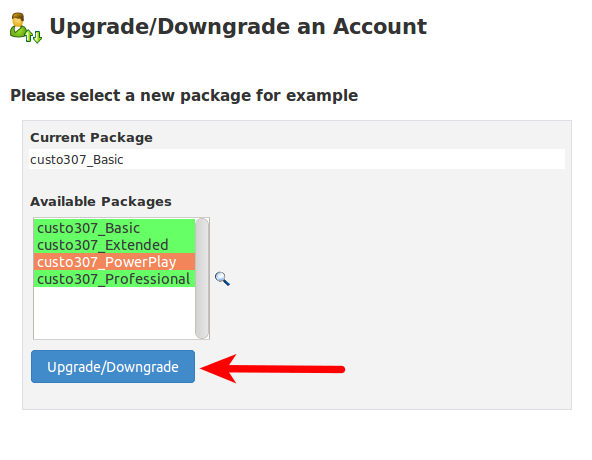 Upgrade/Downgrade an Account
Please select a new package for example
Current Package
custo307_Basic
Available Packages
custo307_Basic
custo307_Extended
custo307_PowerPlay
custo307_Professional
Upgrade/Downgrade